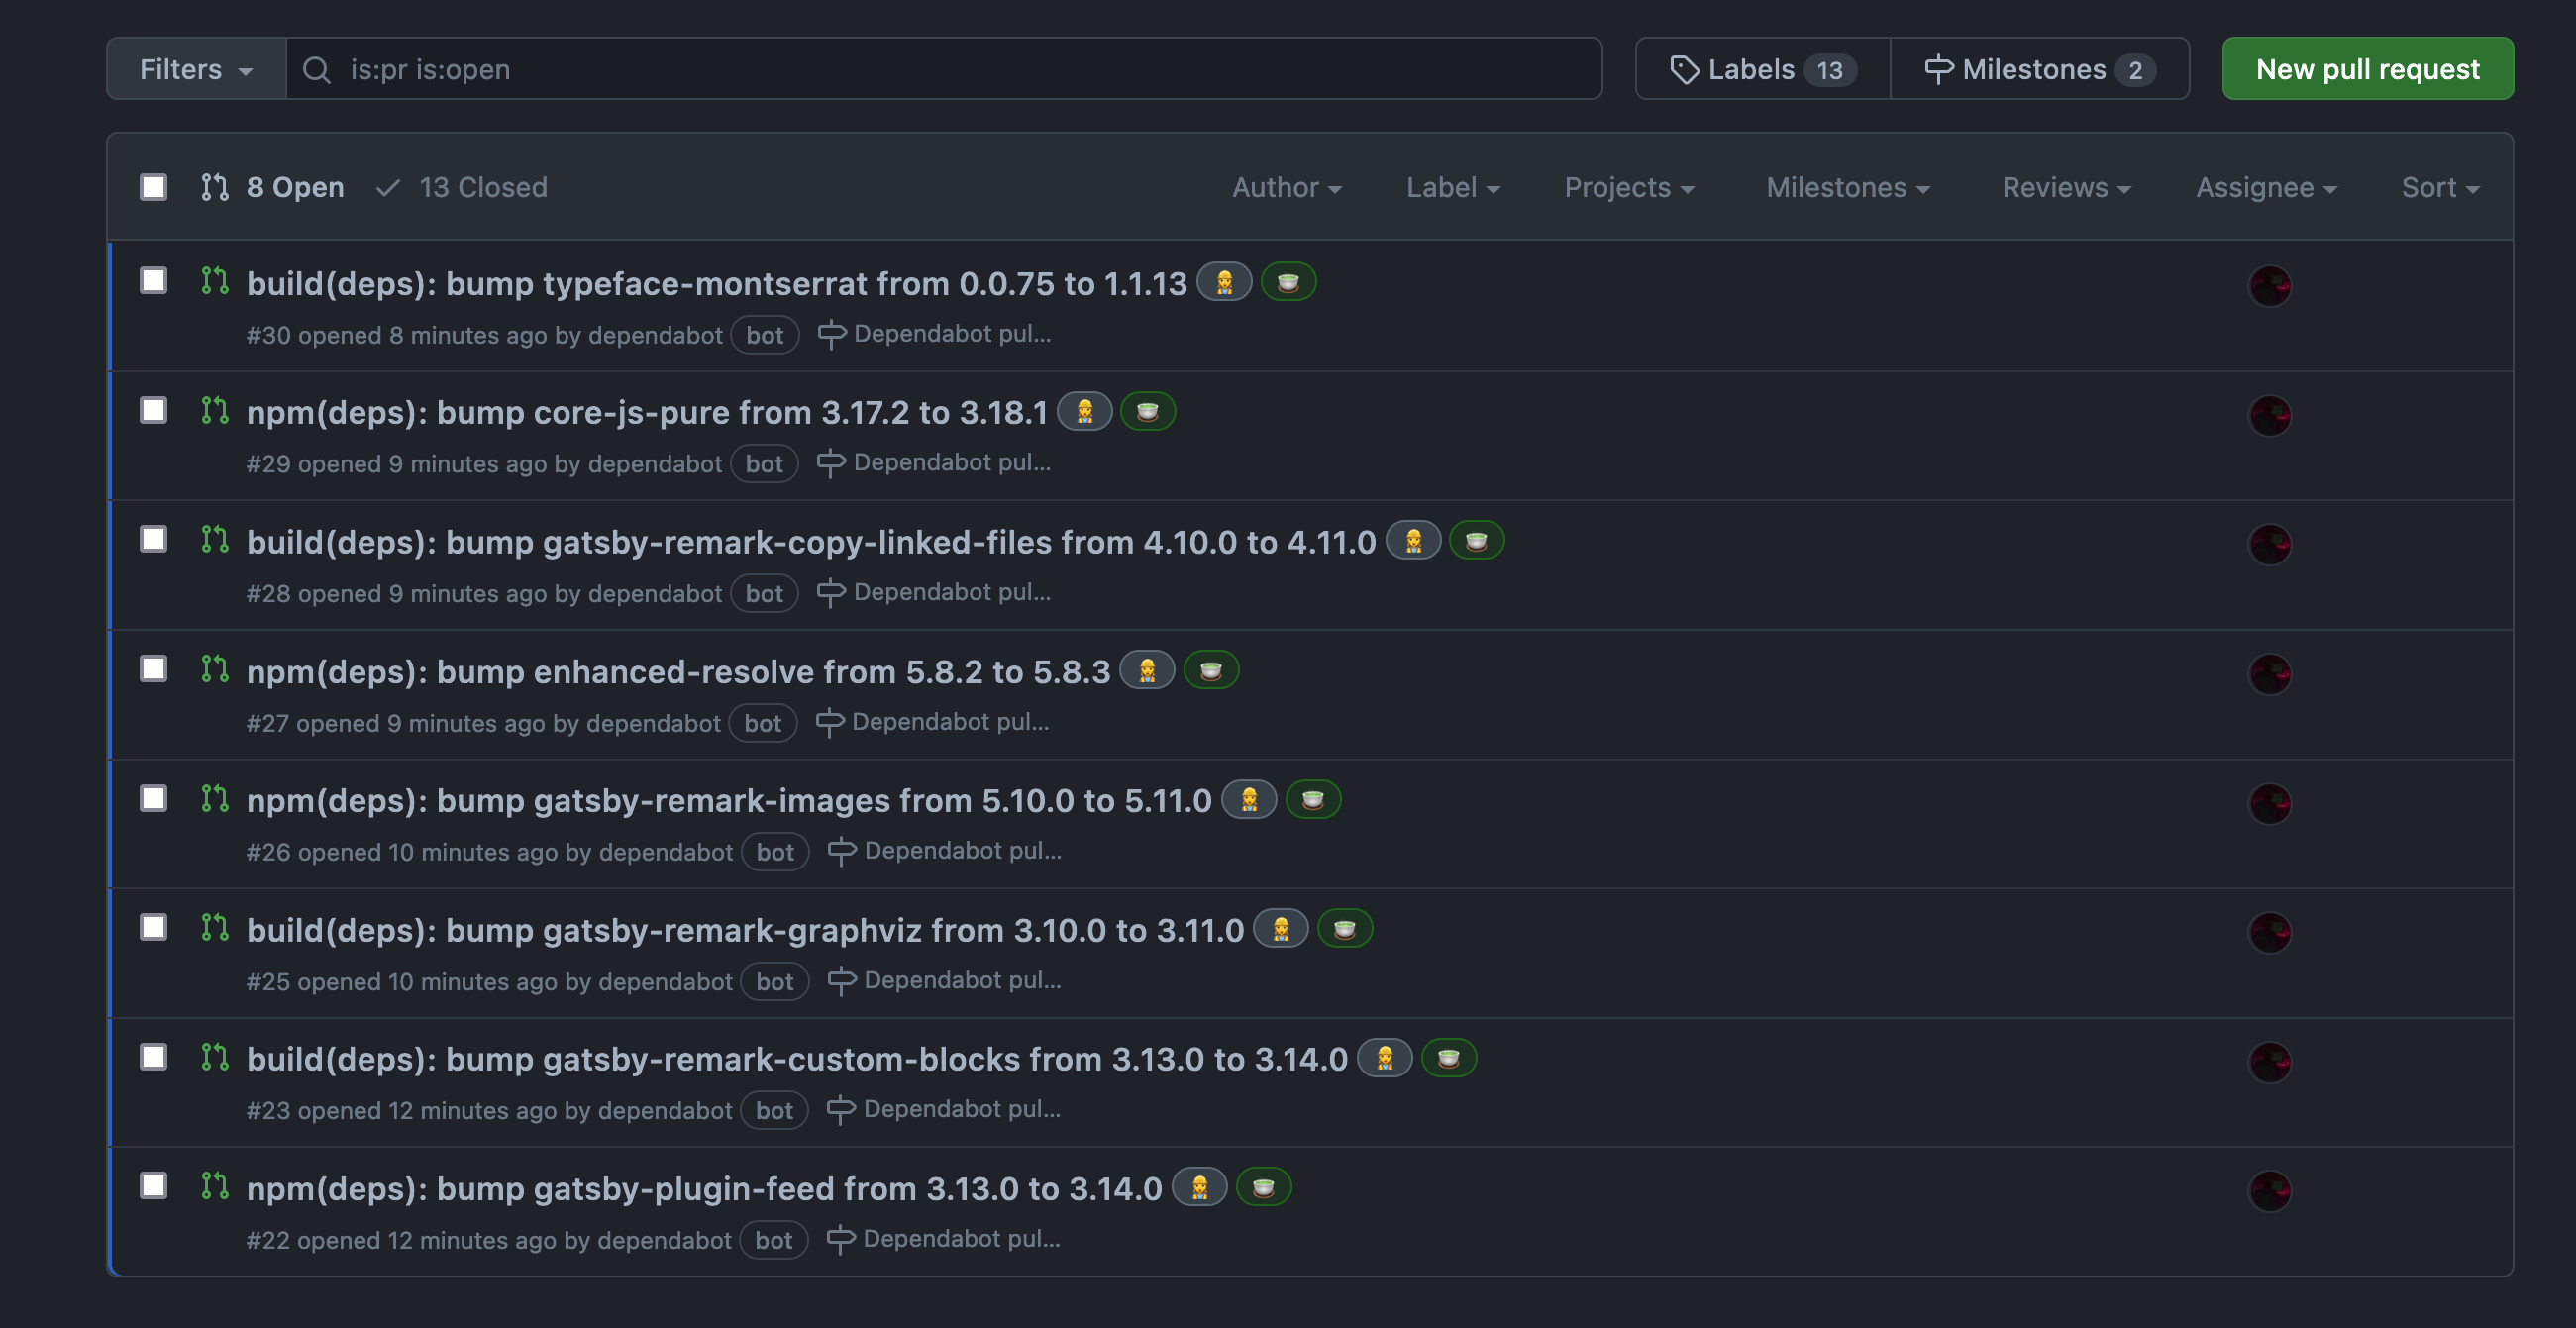 Filters is:pr is:open Labels 13 Milestones 2 New pull request
8 Open 13 Closed Author Label Projects Milestones Reviews Assignee Sort
build(deps): bump typeface-montserrat from 0.0.75 to 1.1.13
#30 opened 8 minutes ago by dependabot bot Dependabot pul...
npm(deps): bump core-js-pure from 3.17.2 to 3.18.1
#29 opened 9 minutes ago by dependabot bot Dependabot pul...
build(deps): bump gatsby-remark-copy-linked-files from 4.10.0 to 4.11.0
#28 opened 9 minutes ago by dependabot bot Dependabot pul...
npm(deps): bump enhanced-resolve from 5.8.2 to 5.8.3
#27 opened 9 minutes ago by dependabot bot Dependabot pul...
npm(deps): bump gatsby-remark-images from 5.10.0 to 5.11.0
#26 opened 10 minutes ago by dependabot bot Dependabot pul...
build(deps): bump gatsby-remark-graphviz from 3.10.0 to 3.11.0
#25 opened 10 minutes ago by dependabot bot Dependabot pul...
build(deps): bump gatsby-remark-custom-blocks from 3.13.0 to 3.14.0
#23 opened 12 minutes ago by dependabot bot Dependabot pul...
npm(deps): bump gatsby-plugin-feed from 3.13.0 to 3.14.0
#22 opened 12 minutes ago by dependabot bot Dependabot pul...